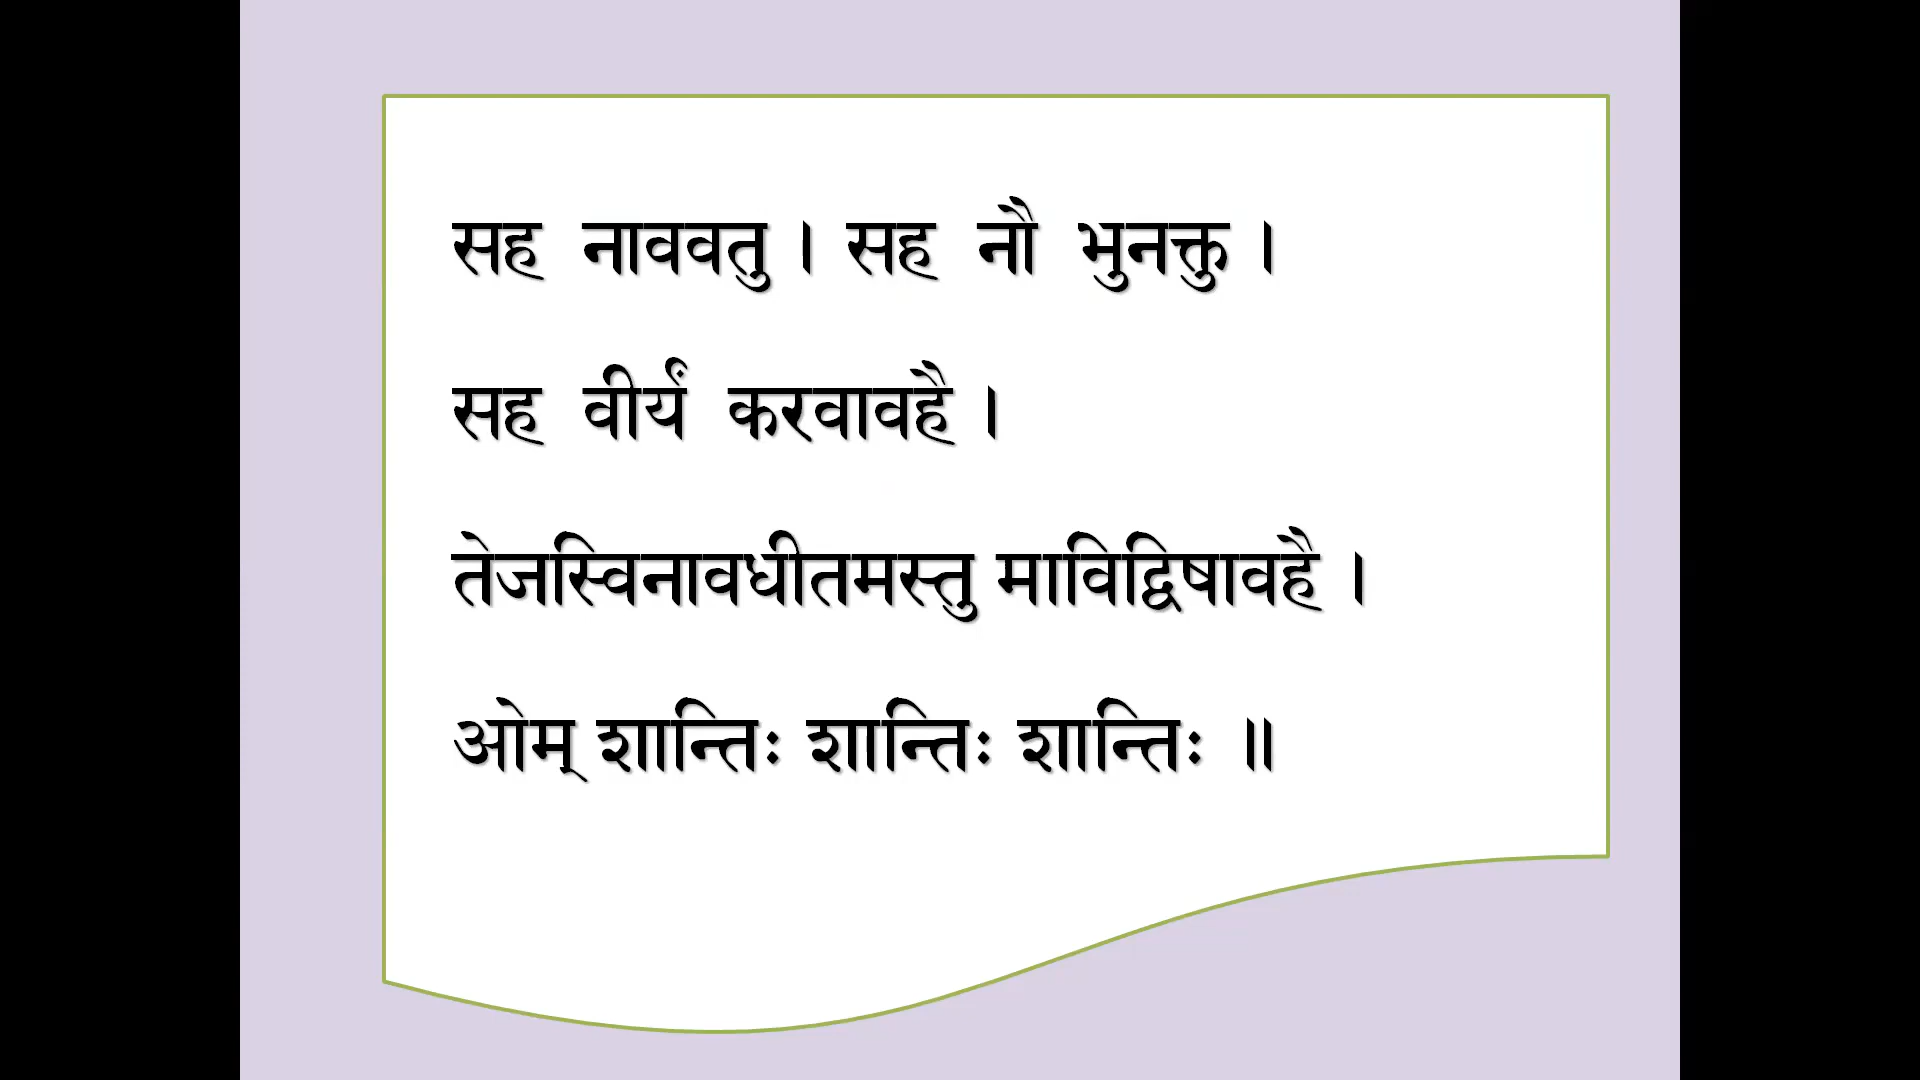 सह नाववतु । सह नौ भुनक्तु ।
सह वीर्यं करवावहै ।
तेजस्विनावधीतमस्तु माविद्विषावहै ।
ओम् शान्तिः शान्तिः शान्तिः ॥